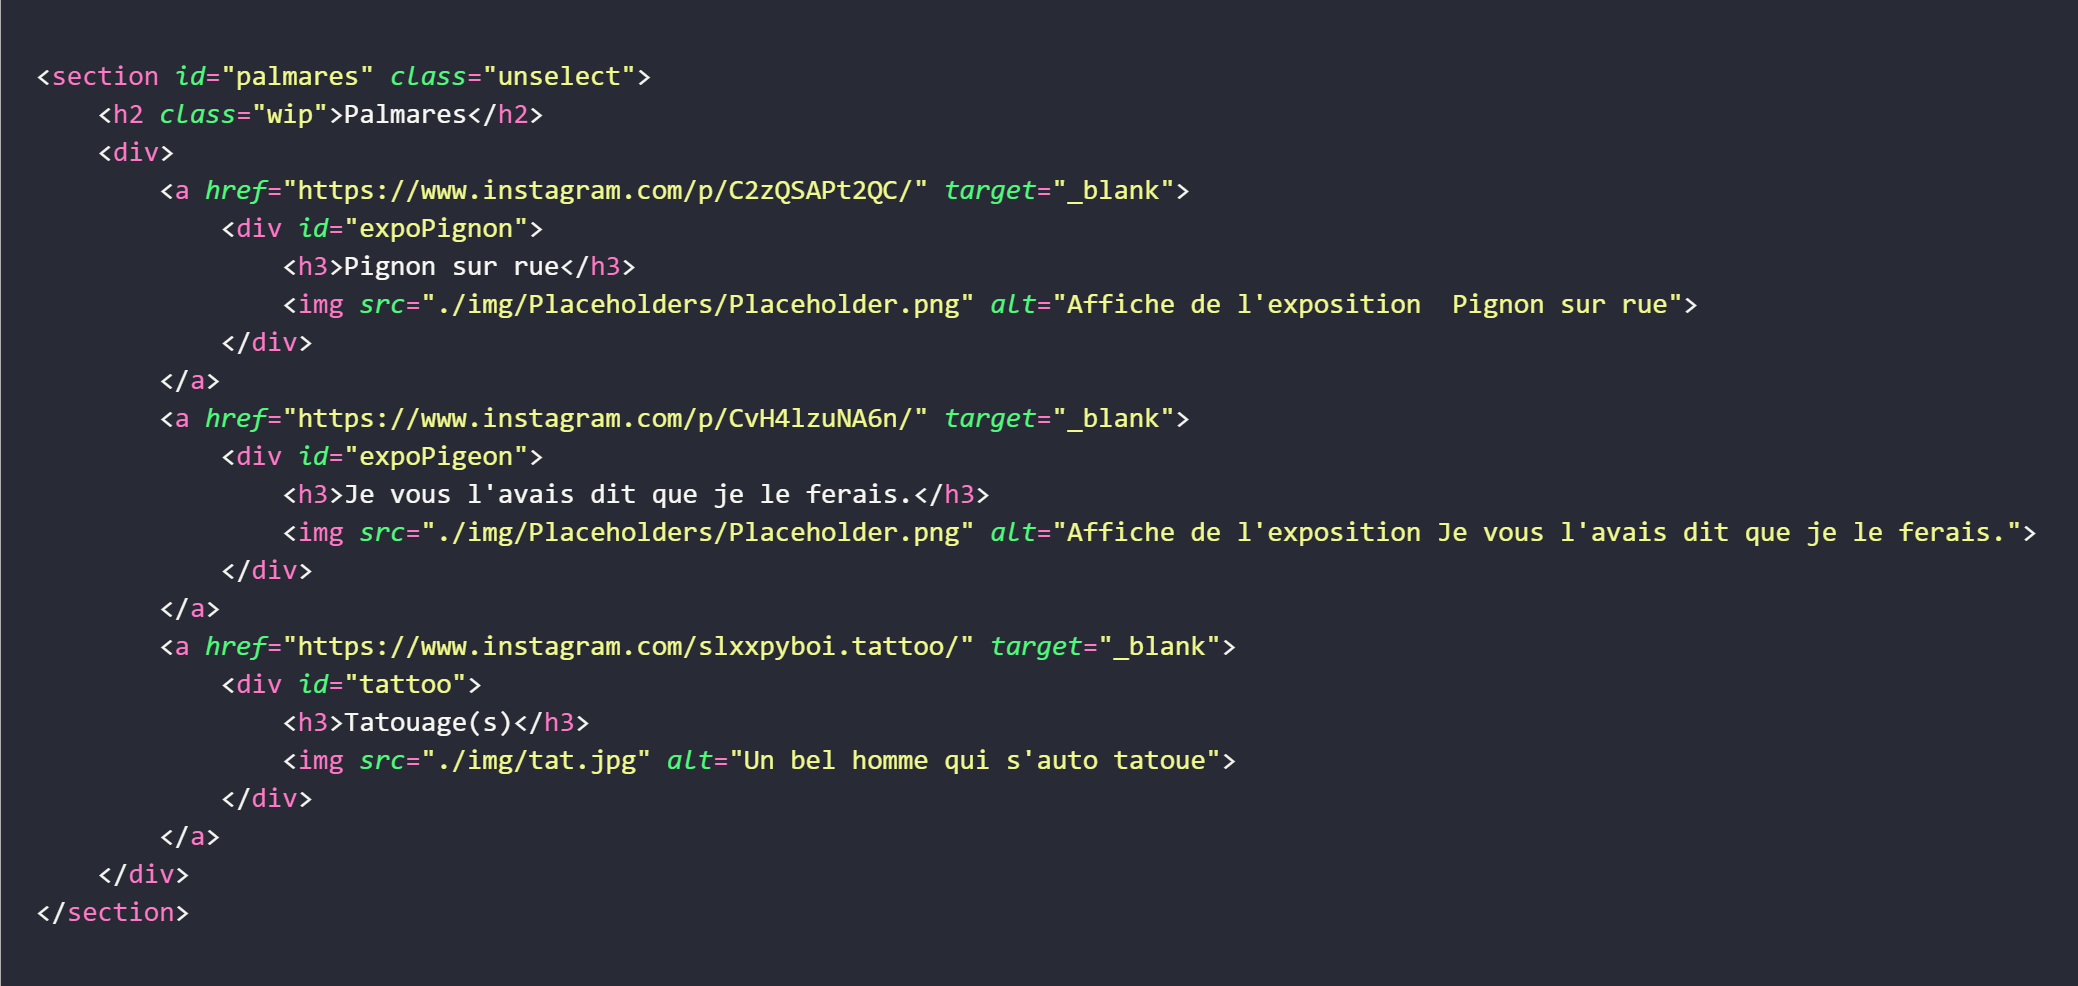 <section id="palmares" class="unselect">
    <h2 class="wip">Palmares</h2>
    <div>
        <a href="https://www.instagram.com/p/C2zQSAPt2QC/" target="_blank">
            <div id="expoPignon">
                <h3>Pignon sur rue</h3>
                <img src="./img/Placeholders/Placeholder.png" alt="Affiche de l'exposition  Pignon sur rue">
            </div>
        </a>
        <a href="https://www.instagram.com/p/CvH4lzuNA6n/" target="_blank">
            <div id="expoPigeon">
                <h3>Je vous l'avais dit que je le ferais.</h3>
                <img src="./img/Placeholders/Placeholder.png" alt="Affiche de l'exposition Je vous l'avais dit que je le ferais.">
            </div>
        </a>
        <a href="https://www.instagram.com/slxxpyboi.tattoo/" target="_blank">
            <div id="tattoo">
                <h3>Tatouage(s)</h3>
                <img src="./img/tat.jpg" alt="Un bel homme qui s'auto tatoue">
            </div>
        </a>
    </div>
</section>